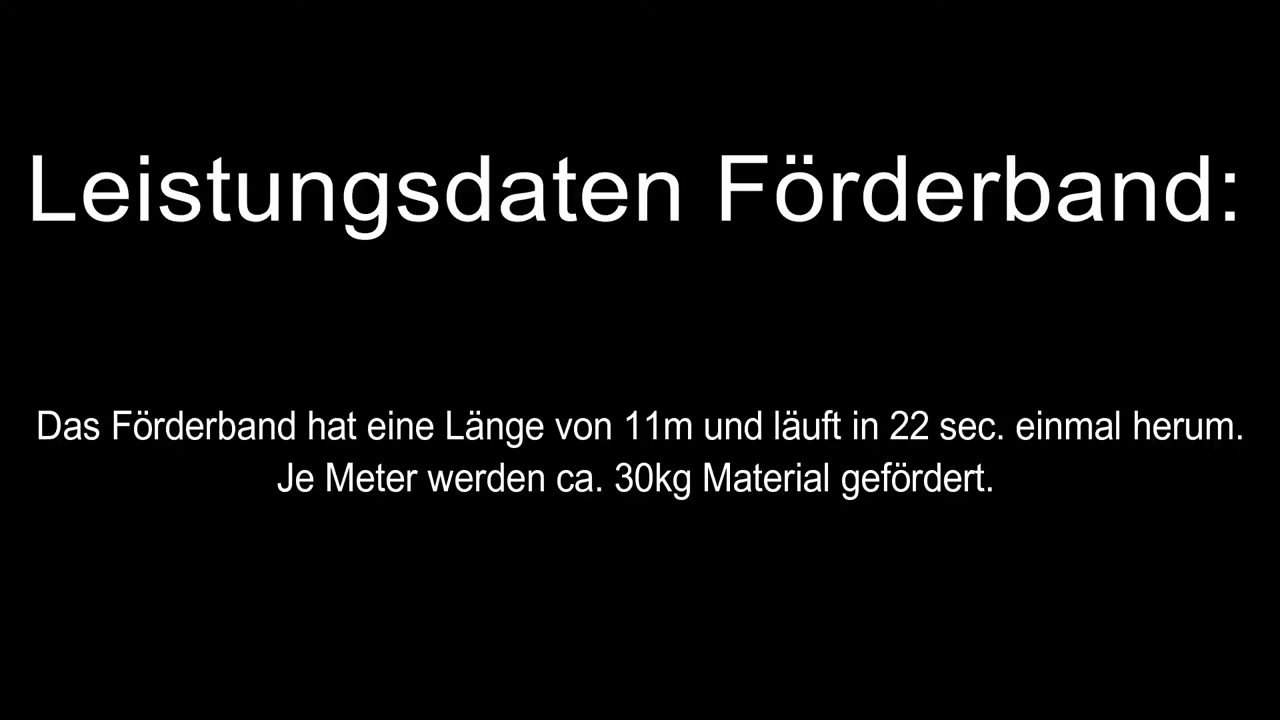 Leistungsdaten Förderband:
Das Förderband hat eine Länge von 11m und läuft in 22 sec. einmal herum.
Je Meter werden ca. 30kg Material gefördert.